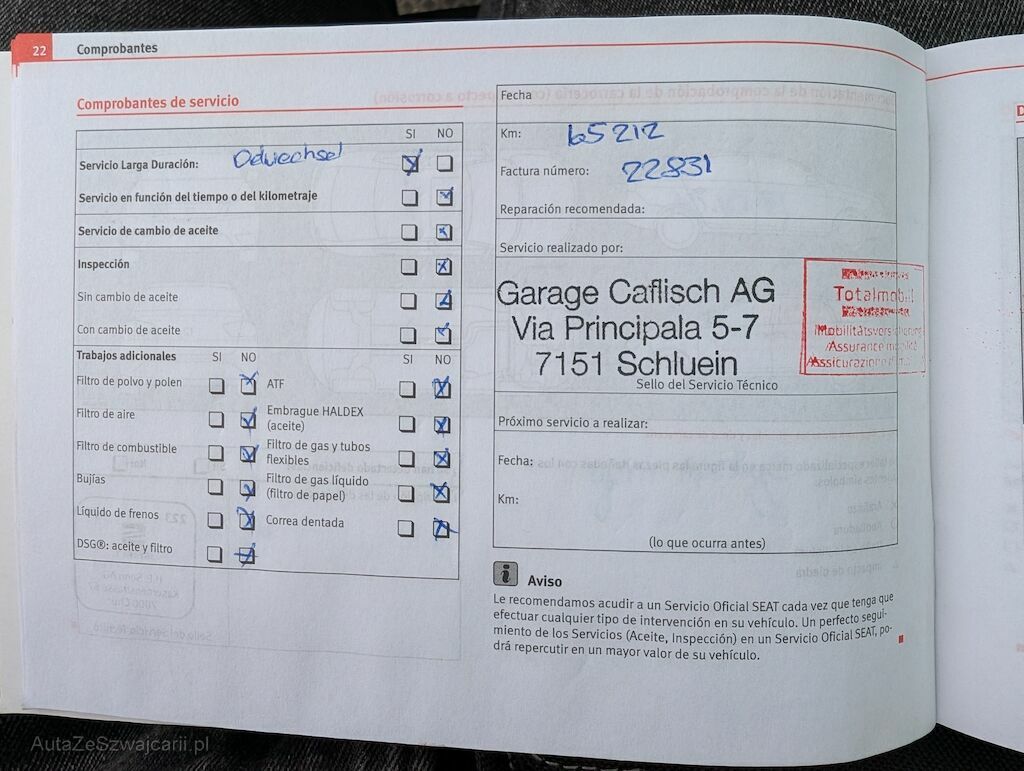 22
Comprobantes
Comprobantes de servicio
SI NO
Servicio Larga Duración: Ödwechsel
Servicio en función del tiempo o del kilometraje
Servicio de cambio de aceite
Inspección
Sin cambio de aceite
Con cambio de aceite
Trabajos adicionales SI NO SI NO
Filtro de polvo y polen ATF
Filtro de aire Embrague HALDEX
(aceite)
Filtro de combustible Filtro de gas y tubos
flexibles
Bujías Filtro de gas líquido
(filtro de papel)
Líquido de frenos Correa dentada
DSG®: aceite y filtro
Fecha
Km: 65212
Factura número: 22831
Reparación recomendada:
Servicio realizado por:
Garage Caflisch AG
Via Principala 5-7
7151 Schluein
Totalmobil
Mobilitätsversicherung
/Assurance mobilité
/Assicurazione di
Sello del Servicio Técnico
Próximo servicio a realizar:
Fecha:
Km:
(lo que ocurra antes)
i Aviso
Le recomendamos acudir a un Servicio Oficial SEAT cada vez que tenga que
efectuar cualquier tipo de intervención en su vehículo. Un perfecto segui-
miento de los Servicios (Aceite, Inspección) en un Servicio Oficial SEAT, po-
drá repercutir en un mayor valor de su vehículo.
AutaZeSzwajcarii.pl